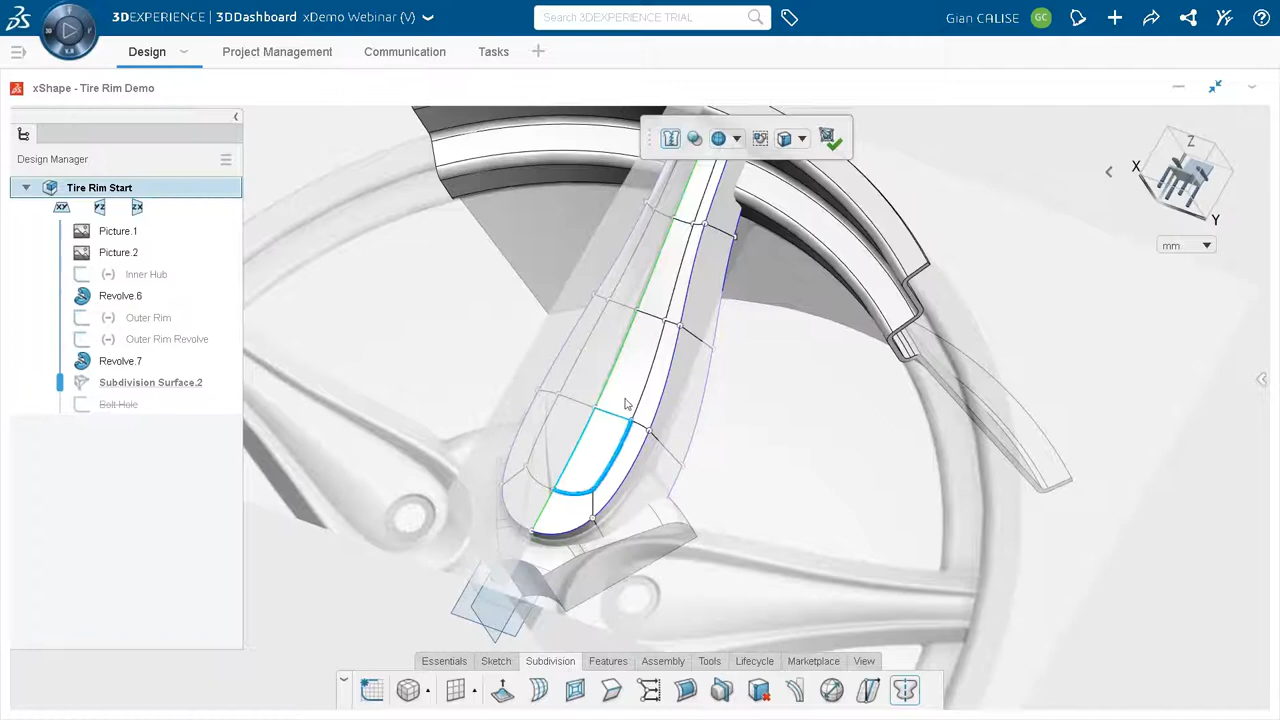 3DEXPERIENCE | 3DDashboard xDemo Webinar (V)
Search 3DEXPERIENCE TRIAL
Gian CALISE GC
3D
V.R
Design
Project Management
Communication
Tasks
xShape - Tire Rim Demo
Design Manager
Tire Rim Start
XY YZ ZX
Picture.1
Picture.2
(-) Inner Hub
Revolve.6
(-) Outer Rim
(-) Outer Rim Revolve
Revolve.7
Subdivision Surface.2
Bolt Hole
Z
X
Y
mm
Essentials
Sketch
Subdivision
Features
Assembly
Tools
Lifecycle
Marketplace
View